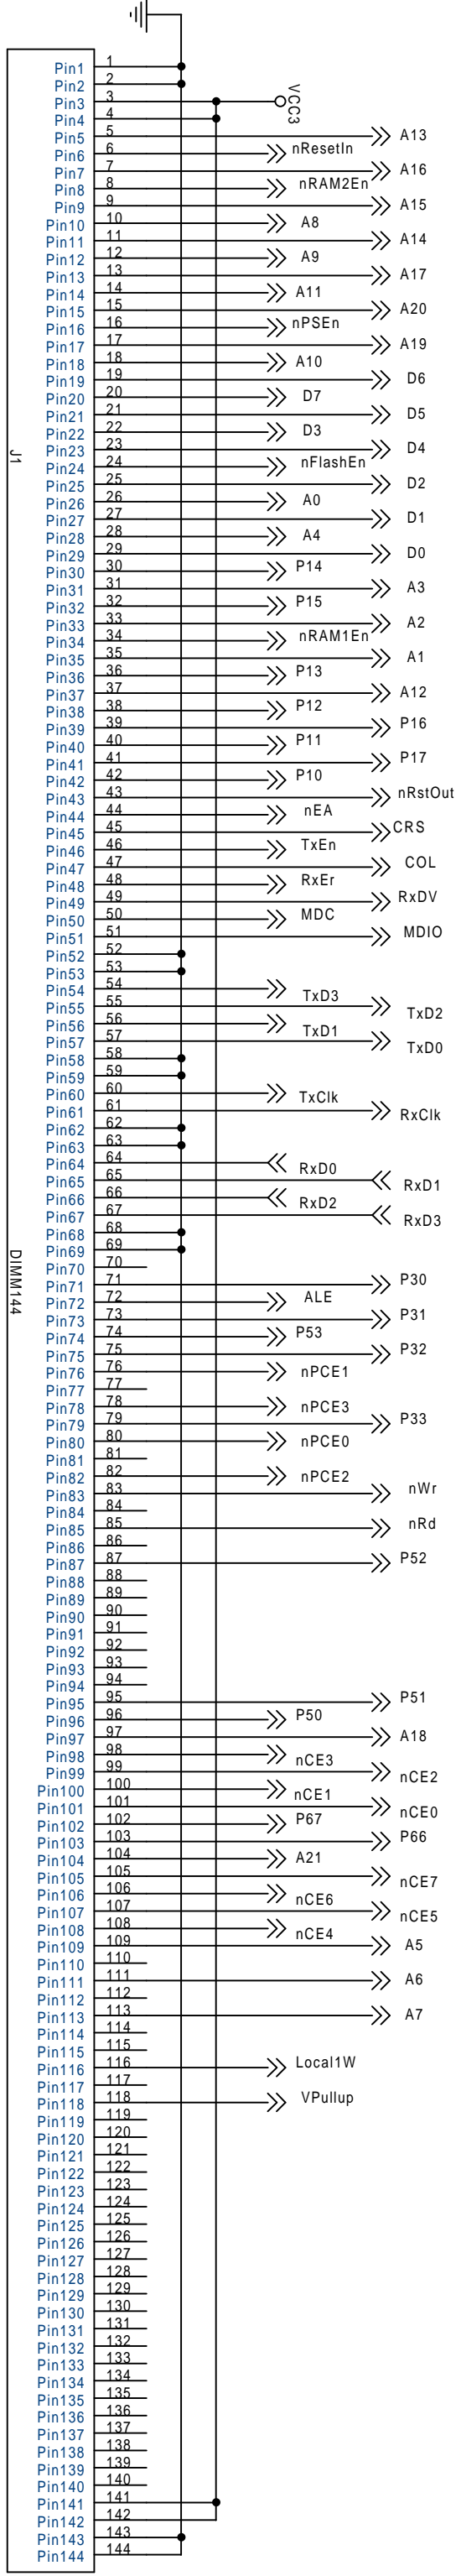 VCC3
J1
DIMM144
Pin1 1
Pin2 2
Pin3 3
Pin4 4
Pin5 5 A13
Pin6 6 nResetIn
Pin7 7 A16
Pin8 8 nRAM2En
Pin9 9 A15
Pin10 10 A8
Pin11 11 A14
Pin12 12 A9
Pin13 13 A17
Pin14 14 A11
Pin15 15 A20
Pin16 16 nPSEn
Pin17 17 A19
Pin18 18 A10
Pin19 19 D6
Pin20 20 D7
Pin21 21 D5
Pin22 22 D3
Pin23 23 D4
Pin24 24 nFlashEn
Pin25 25 D2
Pin26 26 A0
Pin27 27 D1
Pin28 28 A4
Pin29 29 D0
Pin30 30 P14
Pin31 31 A3
Pin32 32 P15
Pin33 33 A2
Pin34 34 nRAM1En
Pin35 35 A1
Pin36 36 P13
Pin37 37 A12
Pin38 38 P12
Pin39 39 P16
Pin40 40 P11
Pin41 41 P17
Pin42 42 P10
Pin43 43 nRstOut
Pin44 44 nEA
Pin45 45 CRS
Pin46 46 TxEn
Pin47 47 COL
Pin48 48 RxEr
Pin49 49 RxDV
Pin50 50 MDC
Pin51 51 MDIO
Pin52 52
Pin53 53
Pin54 54 TxD3
Pin55 55 TxD2
Pin56 56 TxD1
Pin57 57 TxD0
Pin58 58
Pin59 59
Pin60 60 TxClk
Pin61 61 RxClk
Pin62 62
Pin63 63
Pin64 64 RxD0
Pin65 65 RxD1
Pin66 66 RxD2
Pin67 67 RxD3
Pin68 68
Pin69 69
Pin70 70
Pin71 71 P30
Pin72 72 ALE
Pin73 73 P31
Pin74 74 P53
Pin75 75 P32
Pin76 76 nPCE1
Pin77 77
Pin78 78 nPCE3
Pin79 79 P33
Pin80 80 nPCE0
Pin81 81
Pin82 82 nPCE2
Pin83 83 nWr
Pin84 84
Pin85 85 nRd
Pin86 86
Pin87 87 P52
Pin88 88
Pin89 89
Pin90 90
Pin91 91
Pin92 92
Pin93 93
Pin94 94
Pin95 95 P51
Pin96 96 P50
Pin97 97 A18
Pin98 98 nCE3
Pin99 99 nCE2
Pin100 100 nCE1
Pin101 101 nCE0
Pin102 102 P67
Pin103 103 P66
Pin104 104 A21
Pin105 105 nCE7
Pin106 106 nCE6
Pin107 107 nCE5
Pin108 108 nCE4
Pin109 109 A5
Pin110 110
Pin111 111 A6
Pin112 112
Pin113 113 A7
Pin114 114
Pin115 115
Pin116 116 Local1W
Pin117 117
Pin118 118 VPullup
Pin119 119
Pin120 120
Pin121 121
Pin122 122
Pin123 123
Pin124 124
Pin125 125
Pin126 126
Pin127 127
Pin128 128
Pin129 129
Pin130 130
Pin131 131
Pin132 132
Pin133 133
Pin134 134
Pin135 135
Pin136 136
Pin137 137
Pin138 138
Pin139 139
Pin140 140
Pin141 141
Pin142 142
Pin143 143
Pin144 144